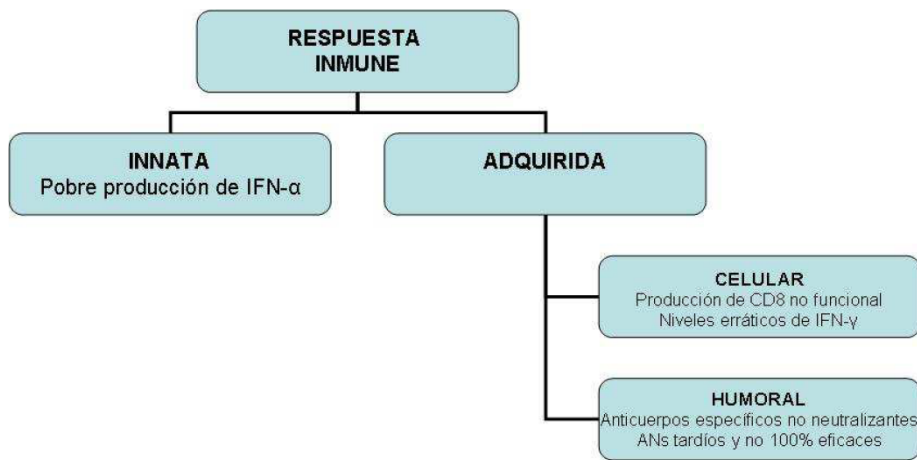 RESPUESTA
INMUNE
INNATA
Pobre producción de IFN-α
ADQUIRIDA
CELULAR
Producción de CD8 no funcional
Niveles erráticos de IFN-γ
HUMORAL
Anticuerpos específicos no neutralizantes
ANs tardíos y no 100% eficaces